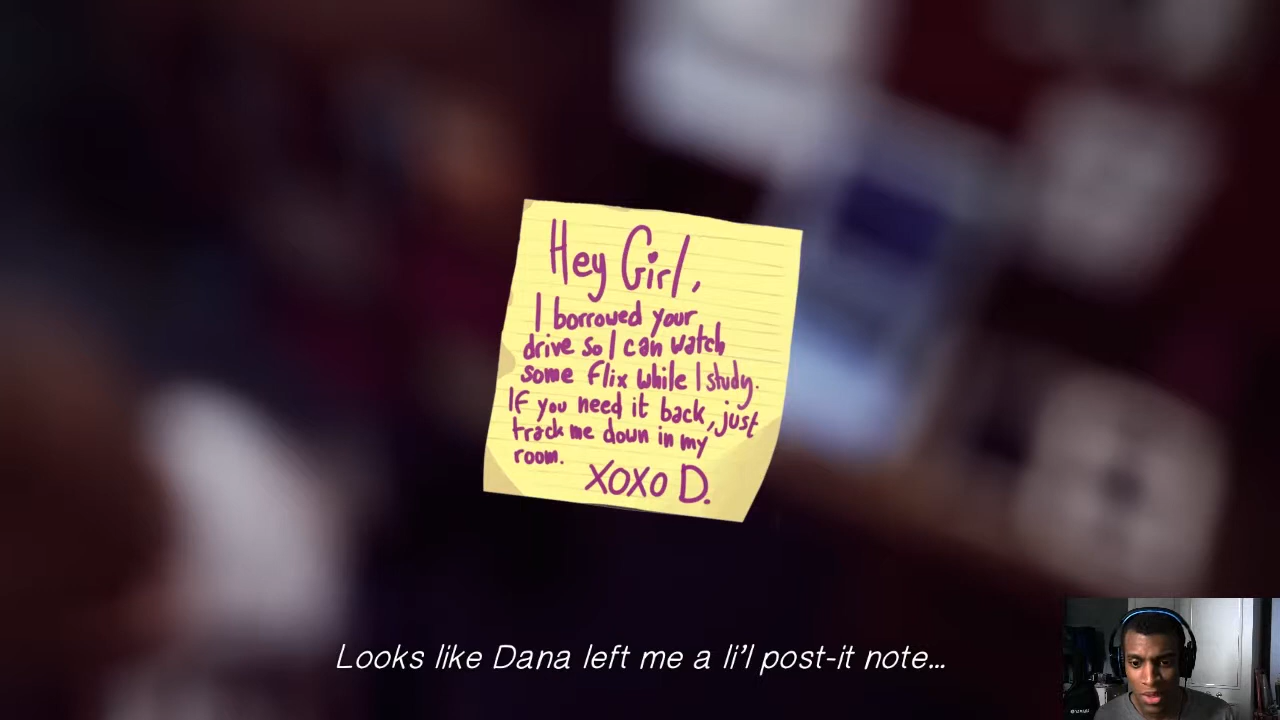 Hey Girl,
I borrowed your
drive so I can watch
some flix while I study.
If you need it back, just
track me down in my
room.
XOXO D.
Looks like Dana left me a li'l post-it note...